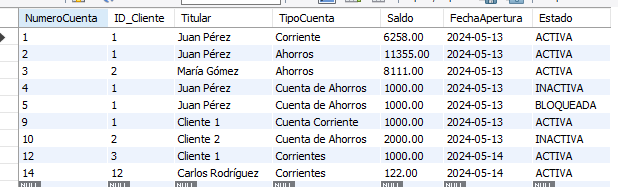 NumeroCuenta ID_Cliente Titular TipoCuenta Saldo FechaApertura Estado
1 1 Juan Pérez Corriente 6258.00 2024-05-13 ACTIVA
2 1 Juan Pérez Ahorros 11355.00 2024-05-13 ACTIVA
3 2 María Gómez Ahorros 8111.00 2024-05-13 ACTIVA
4 1 Juan Pérez Cuenta de Ahorros 1000.00 2024-05-13 INACTIVA
5 1 Juan Pérez Cuenta de Ahorros 1000.00 2024-05-13 BLOQUEADA
9 1 Cliente 1 Cuenta Corriente 1000.00 2024-05-13 ACTIVA
10 2 Cliente 2 Cuenta de Ahorros 2000.00 2024-05-13 INACTIVA
12 3 Cliente 1 Corrientes 1000.00 2024-05-14 ACTIVA
14 12 Carlos Rodríguez Corrientes 122.00 2024-05-14 ACTIVA
NULL NULL NULL NULL NULL NULL NULL